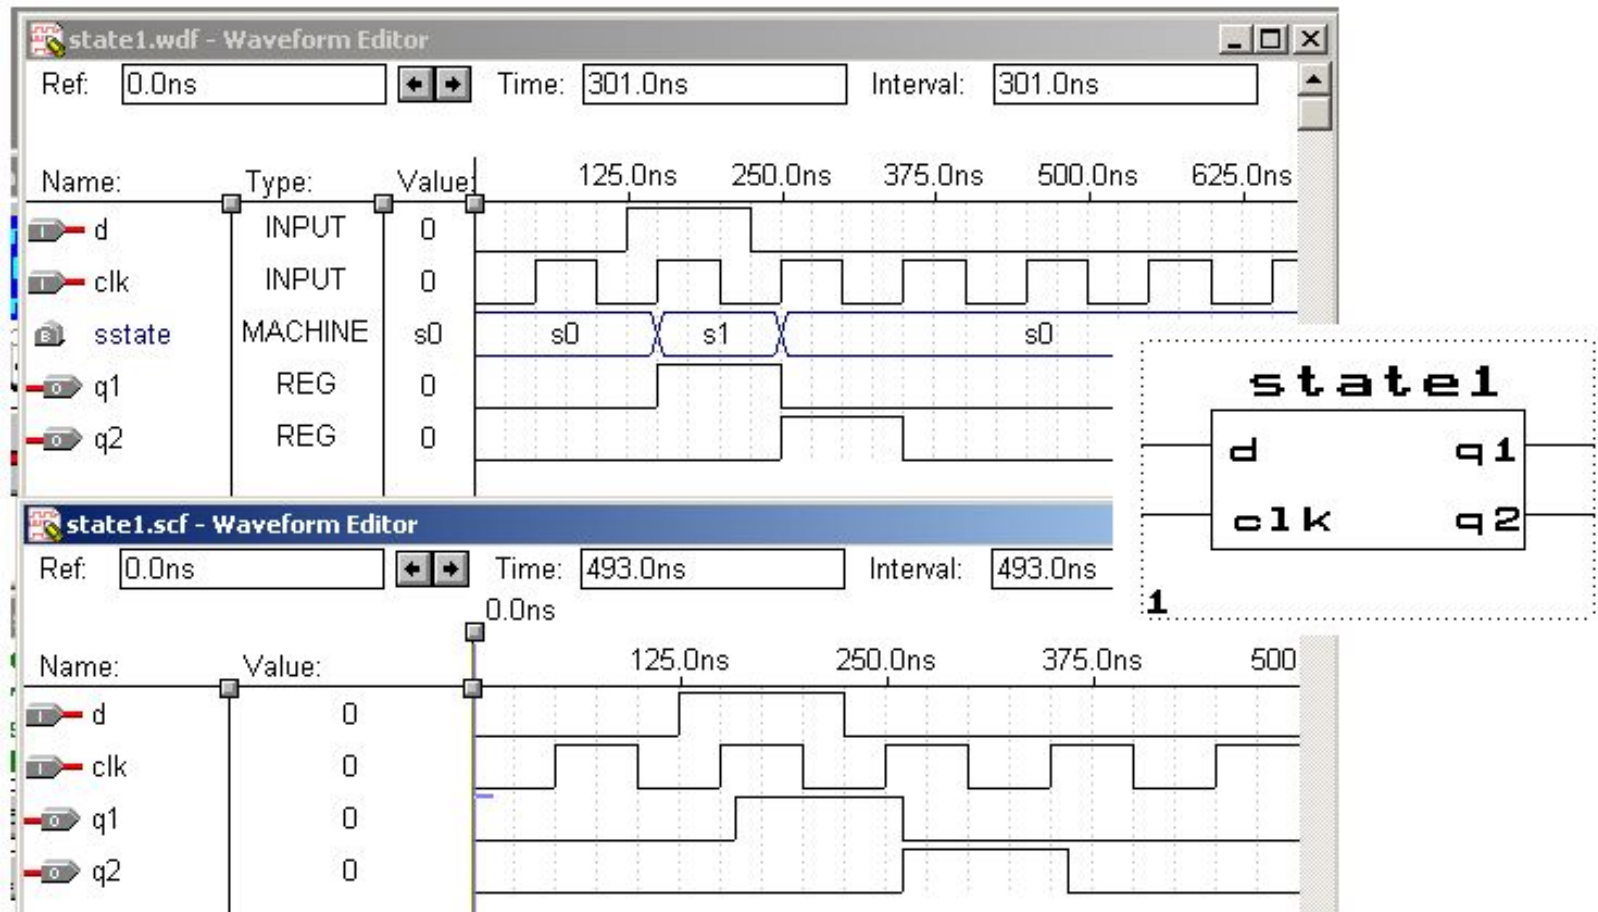 state1.wdf - Waveform Editor
Ref: 0.0ns Time: 301.0ns Interval: 301.0ns
Name: Type: Value: 125.0ns 250.0ns 375.0ns 500.0ns 625.0ns
d INPUT 0
clk INPUT 0
sstate MACHINE s0 s0 s1 s0
q1 REG 0
q2 REG 0
state1
d q1
clk q2
1
state1.scf - Waveform Editor
Ref: 0.0ns Time: 493.0ns Interval: 493.0ns
0.0ns
Name: Value: 125.0ns 250.0ns 375.0ns 500
d 0
clk 0
q1 0
q2 0